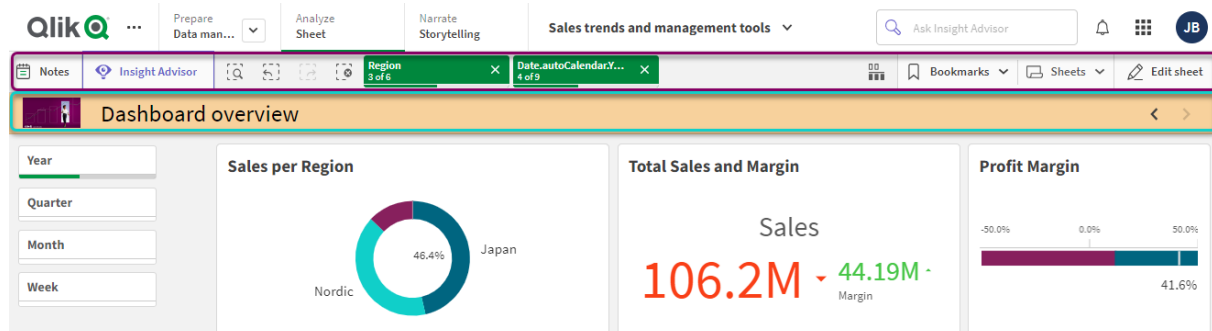 Qlik
Prepare
Data man...
Analyze
Sheet
Narrate
Storytelling
Sales trends and management tools
Ask Insight Advisor
JB
Notes
Insight Advisor
Region
3 of 6
Date.autoCalendar.Y...
4 of 9
Bookmarks
Sheets
Edit sheet
Dashboard overview
Year
Quarter
Month
Week
Sales per Region
46.4%
Japan
Nordic
Total Sales and Margin
Sales
106.2M
44.19M
Margin
Profit Margin
-50.0% 0.0% 50.0%
41.6%